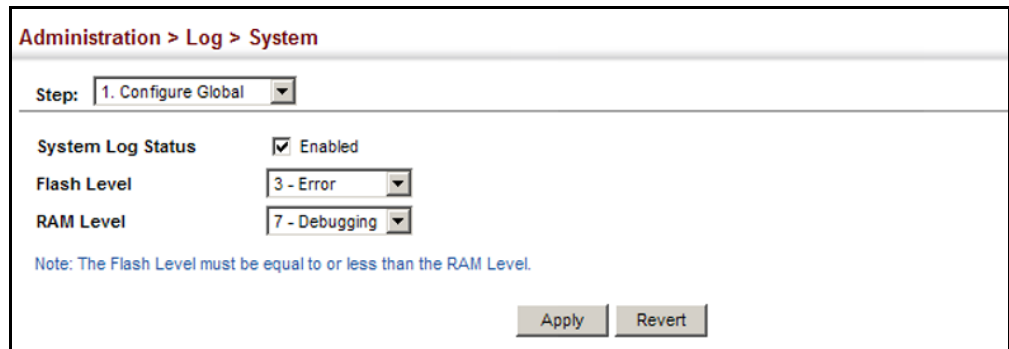 Administration > Log > System
Step: 1. Configure Global
System Log Status Enabled
Flash Level 3 - Error
RAM Level 7 - Debugging
Note: The Flash Level must be equal to or less than the RAM Level.
Apply Revert